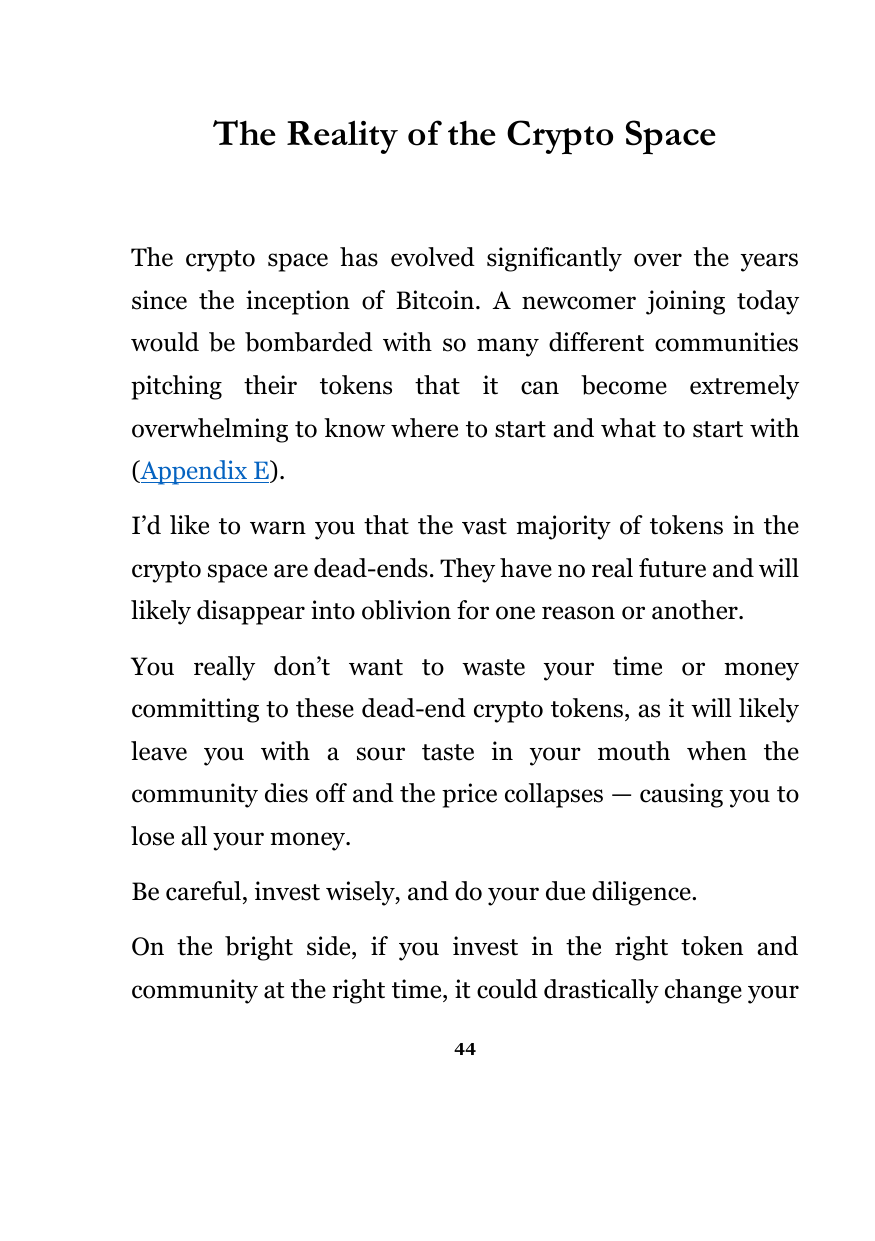 The Reality of the Crypto Space
The crypto space has evolved significantly over the years
since the inception of Bitcoin. A newcomer joining today
would be bombarded with so many different communities
pitching their tokens that it can become extremely
overwhelming to know where to start and what to start with
(Appendix E).
I’d like to warn you that the vast majority of tokens in the
crypto space are dead-ends. They have no real future and will
likely disappear into oblivion for one reason or another.
You really don’t want to waste your time or money
committing to these dead-end crypto tokens, as it will likely
leave you with a sour taste in your mouth when the
community dies off and the price collapses — causing you to
lose all your money.
Be careful, invest wisely, and do your due diligence.
On the bright side, if you invest in the right token and
community at the right time, it could drastically change your
44